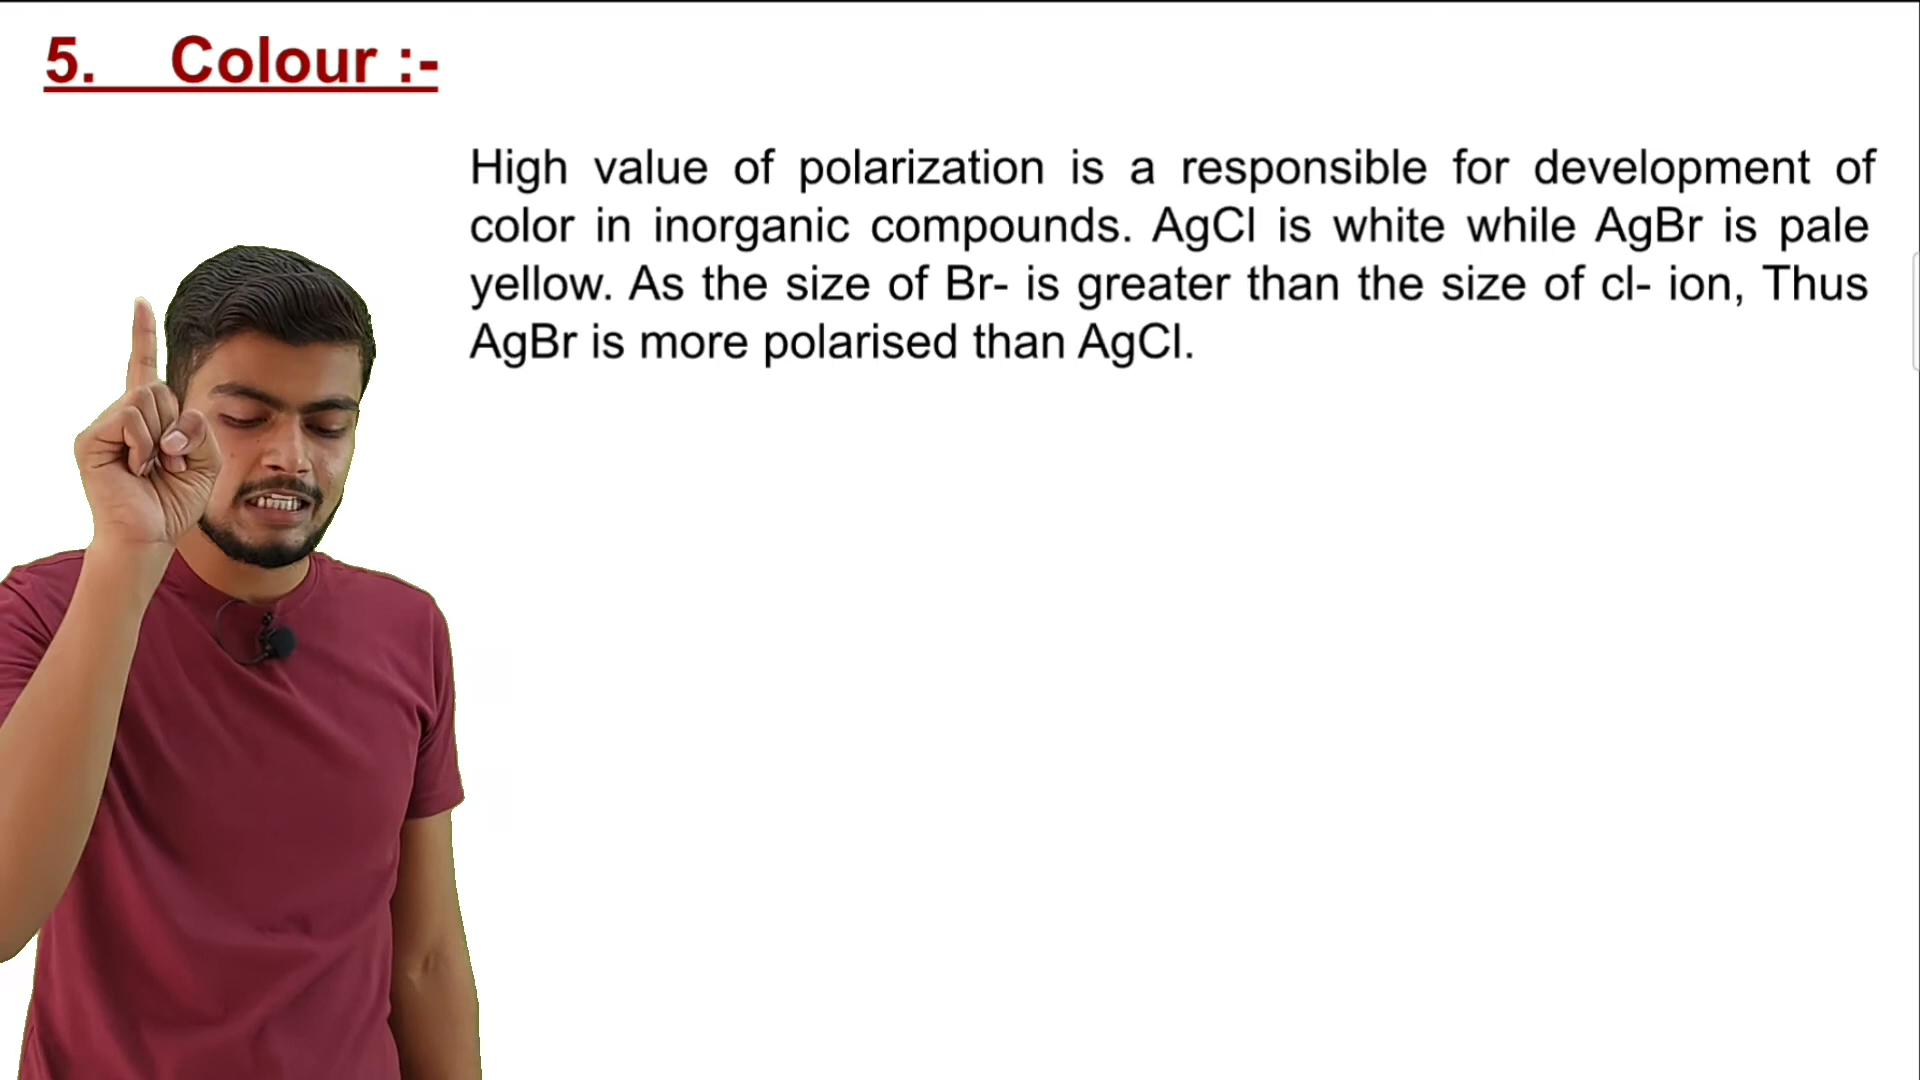 5. Colour :-
High value of polarization is a responsible for development of
color in inorganic compounds. AgCl is white while AgBr is pale
yellow. As the size of Br- is greater than the size of cl- ion, Thus
AgBr is more polarised than AgCl.